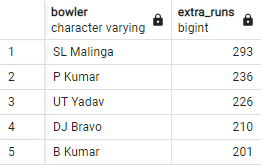 bowler extra_runs
character varying bigint
1 SL Malinga 293
2 P Kumar 236
3 UT Yadav 226
4 DJ Bravo 210
5 B Kumar 201